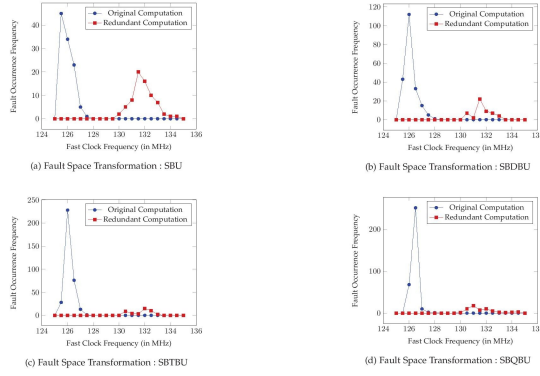 Original Computation
Redundant Computation
Fault Occurrence Frequency
40
30
20
10
0
124 126 128 130 132 134 136
Fast Clock Frequency (in MHz)
(a) Fault Space Transformation : SBU
Original Computation
Redundant Computation
Fault Occurrence Frequency
120
100
80
60
40
20
0
124 126 128 130 132 134 136
Fast Clock Frequency (in MHz)
(b) Fault Space Transformation : SBDBU
Original Computation
Redundant Computation
Fault Occurrence Frequency
250
200
150
100
50
0
124 126 128 130 132 134 136
Fast Clock Frequency (in MHz)
(c) Fault Space Transformation : SBTBU
Original Computation
Redundant Computation
Fault Occurrence Frequency
200
100
0
124 126 128 130 132 134
Fast Clock Frequency (in MHz)
(d) Fault Space Transformation : SBQBU